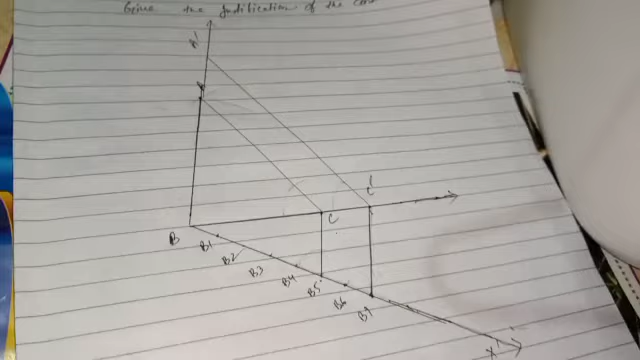 Give the justification of the
A'
A
C'
C
B
B1
B2
B3
B4
B5
B6
B7
X